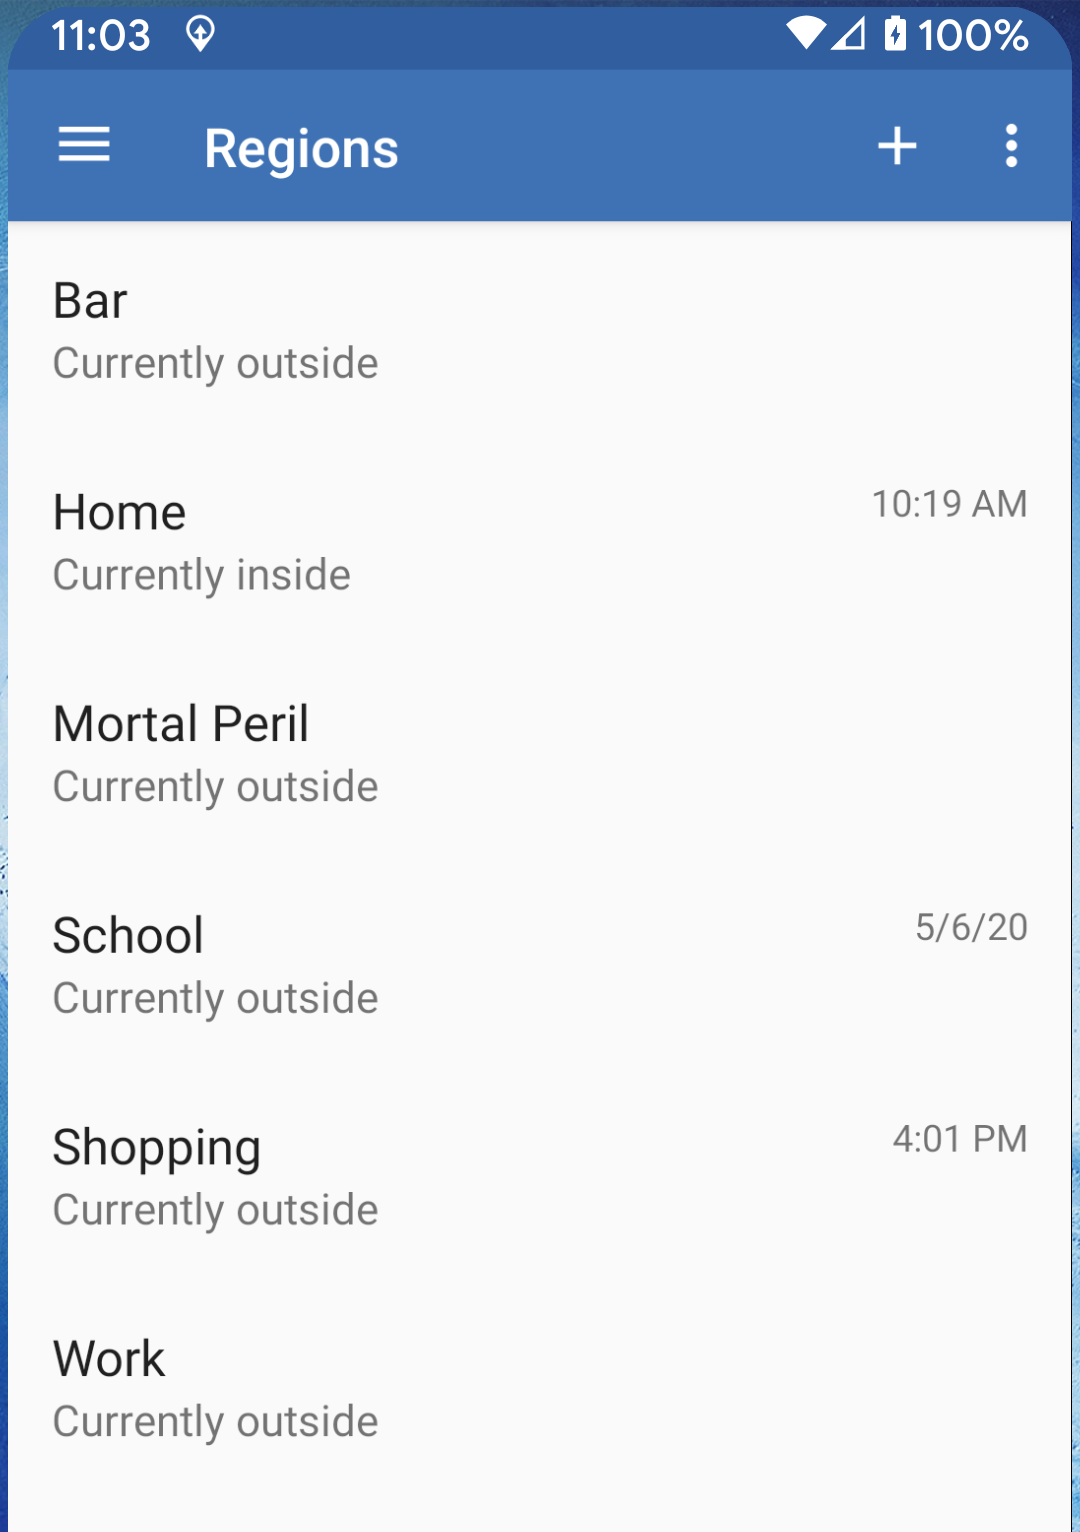 11:03 100%
Regions
Bar
Currently outside
Home 10:19 AM
Currently inside
Mortal Peril
Currently outside
School 5/6/20
Currently outside
Shopping 4:01 PM
Currently outside
Work
Currently outside